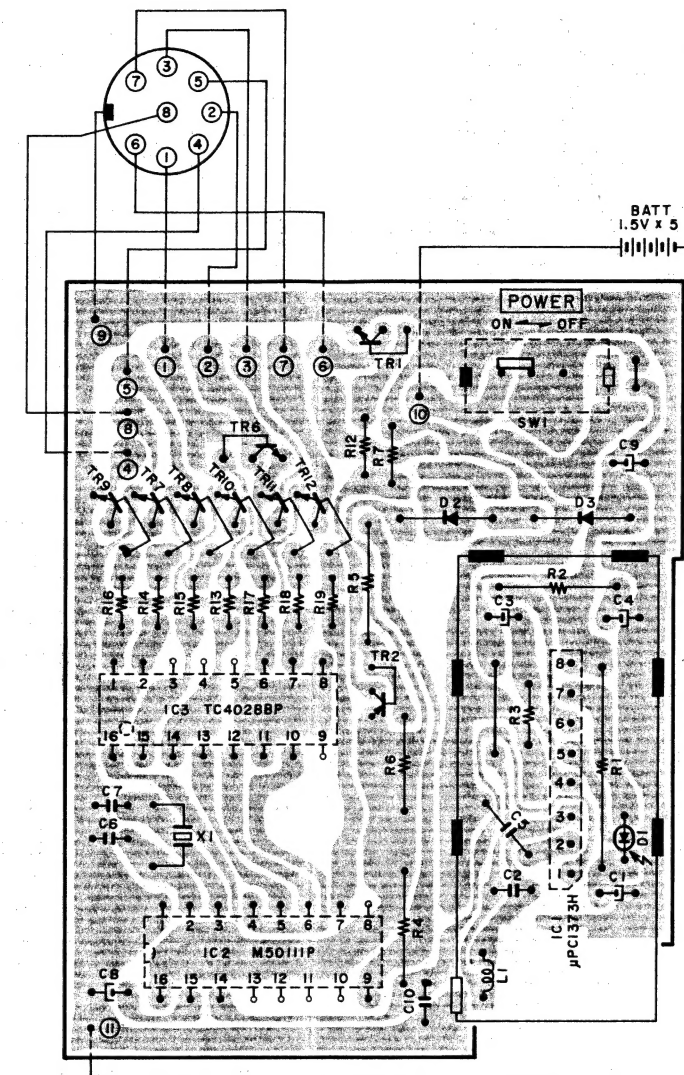 7
3
5
8
2
6
4
1
BATT
1.5V x 5
POWER
ON OFF
SW1
9
5
1
2
3
7
6
TR1
10
8
4
TR6
R12
R7
C9
TR9
TR7
TR8
TR10
TR11
TR12
D2
D3
R16
R14
R15
R13
R17
R18
R19
R5
R2
C3
C4
TR2
1 2 3 4 5 6 7 8
IC3 TC4028BP
16 15 14 13 12 11 10 9
R6
R3
8
7
6
5
4
3
2
1
R1
D1
C7
C6
X1
C5
C2
C1
IC1
μPC1373H
1 2 3 4 5 6 7 8
IC2 M50111P
16 15 14 13 12 11 10 9
R4
C8
C10
L1
11